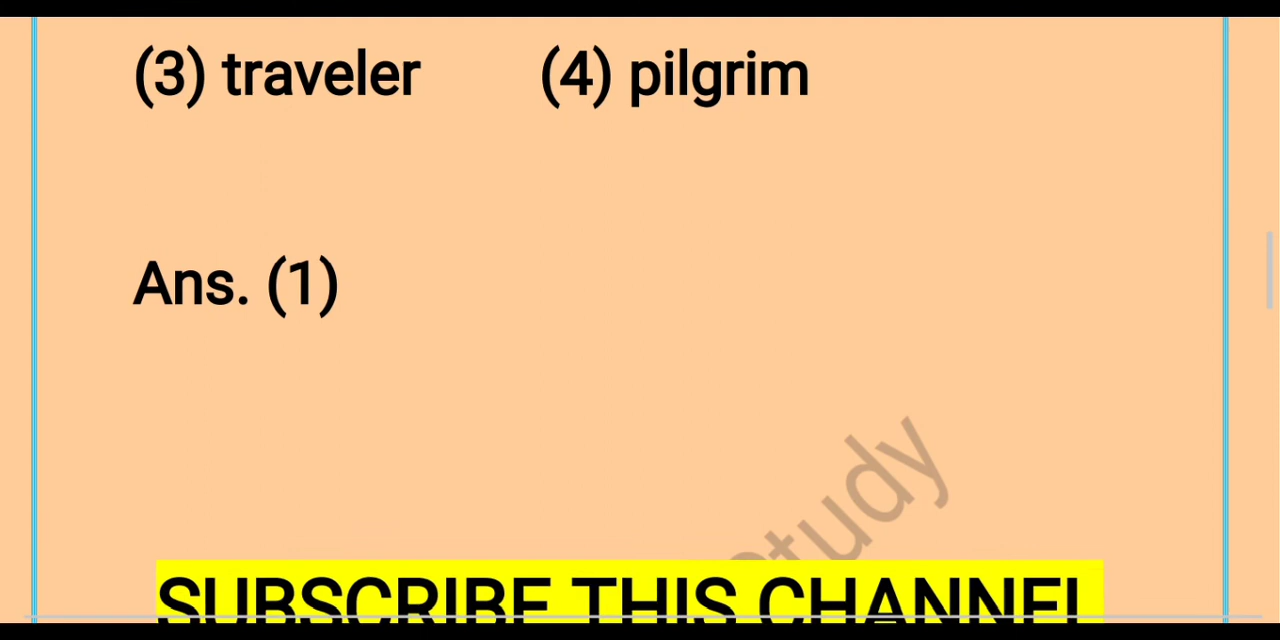 (3) traveler (4) pilgrim
Ans. (1)
SUBSCRIBE THIS CHANNEL